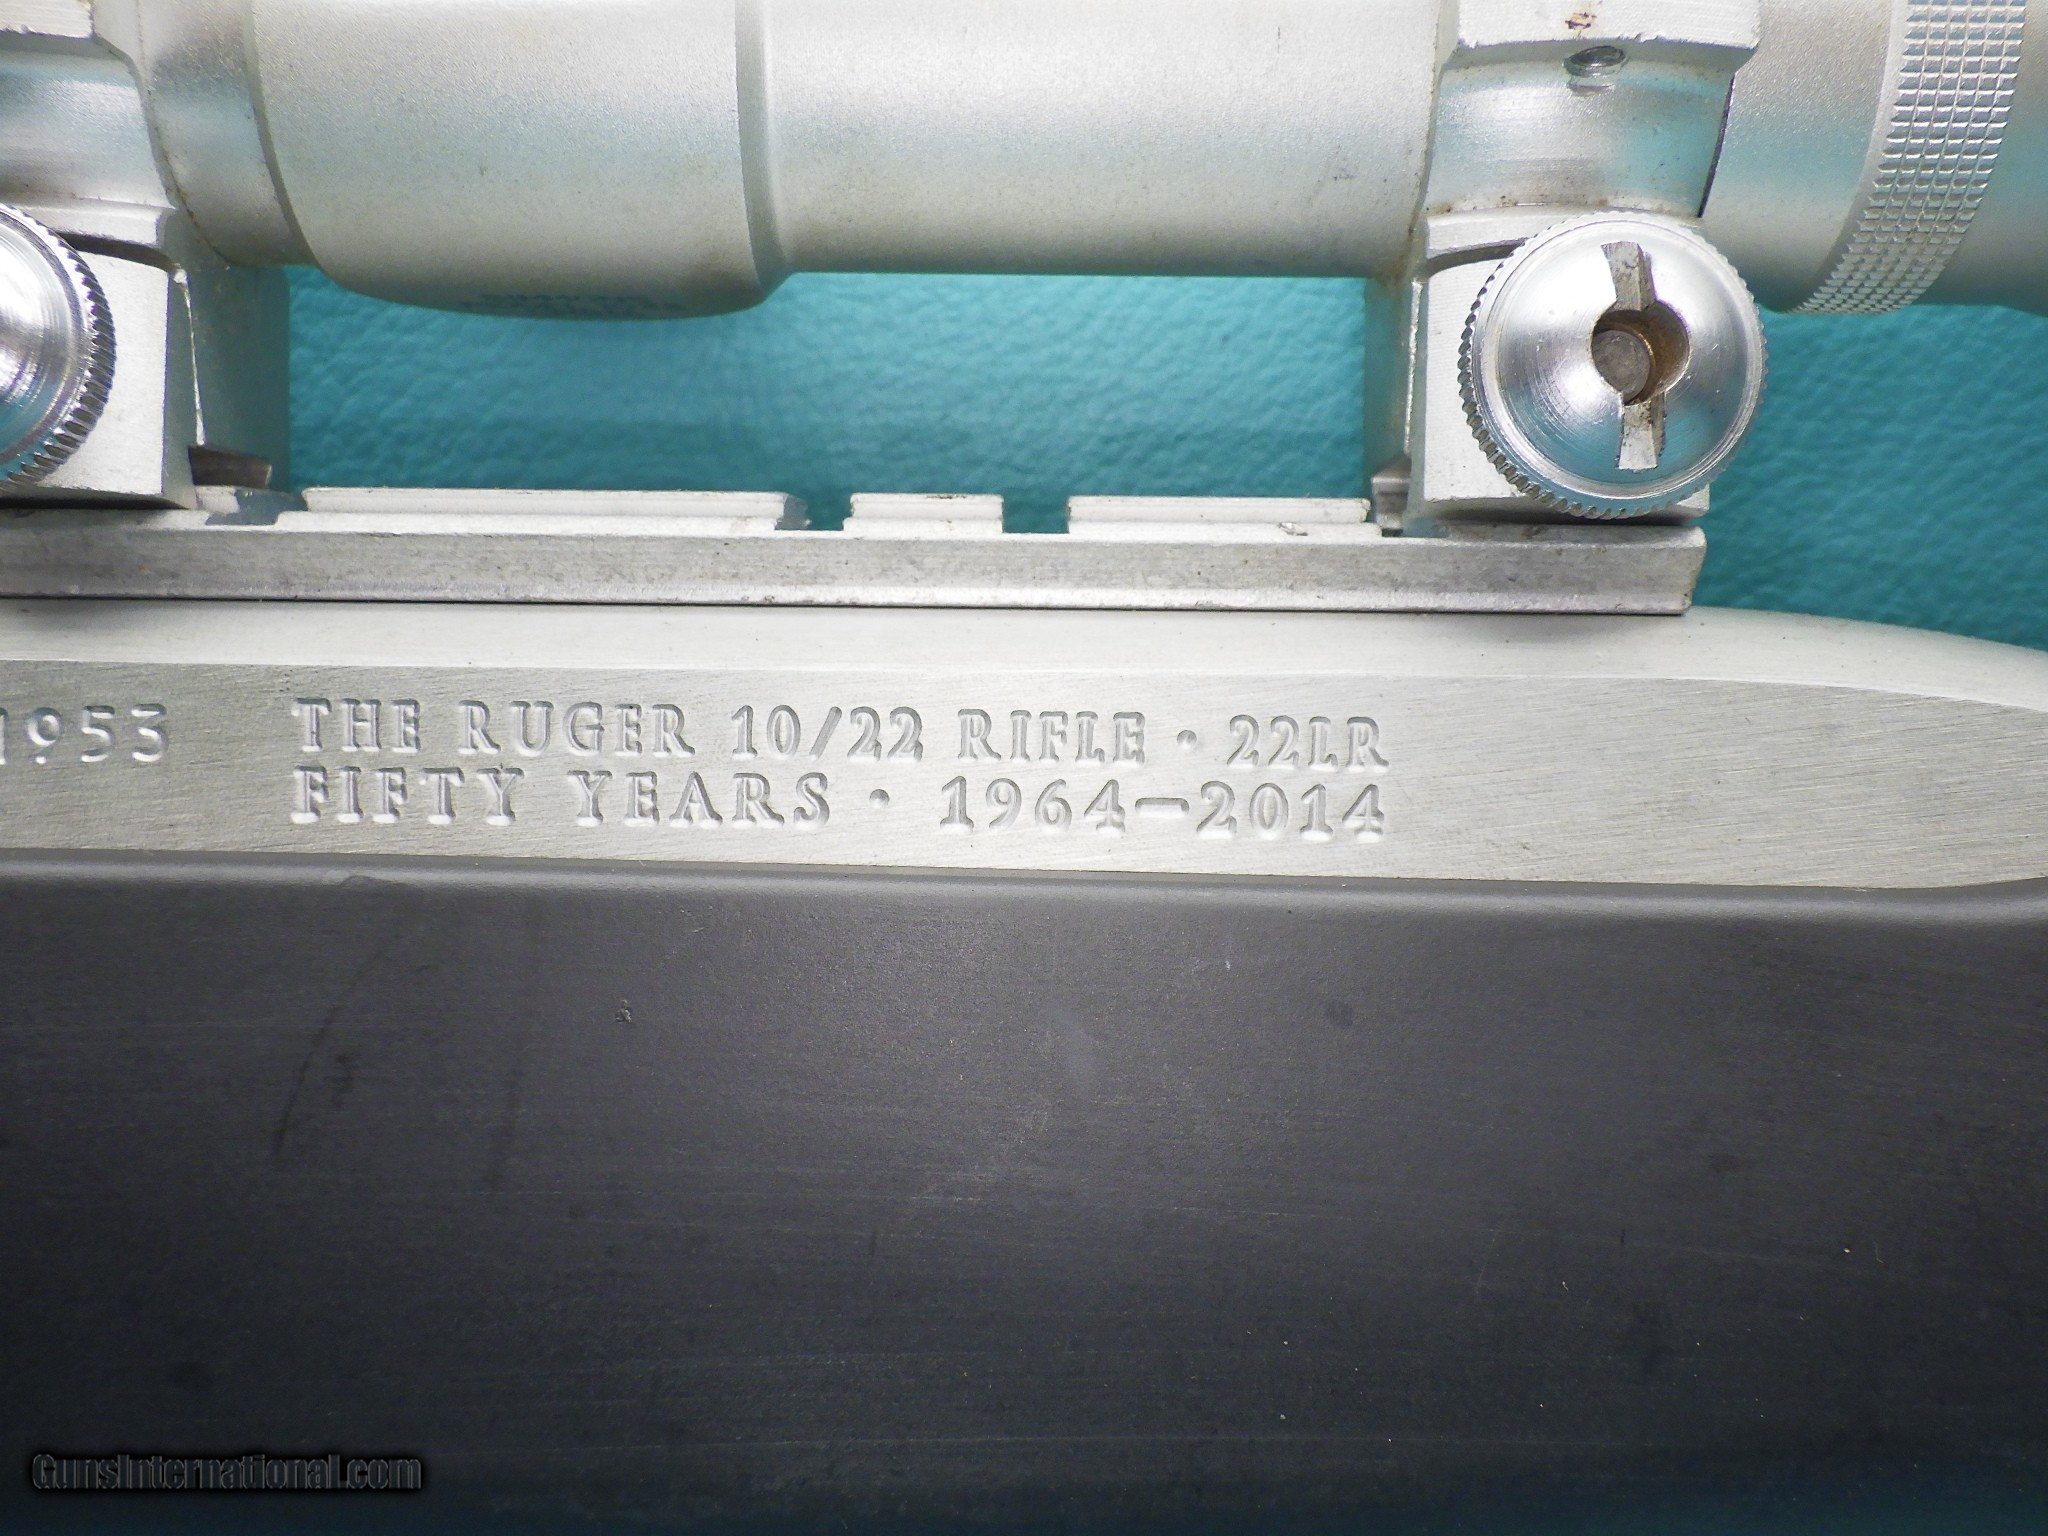 1953
THE RUGER 10/22 RIFLE · 22LR
FIFTY YEARS · 1964–2014
GunsInternational.com